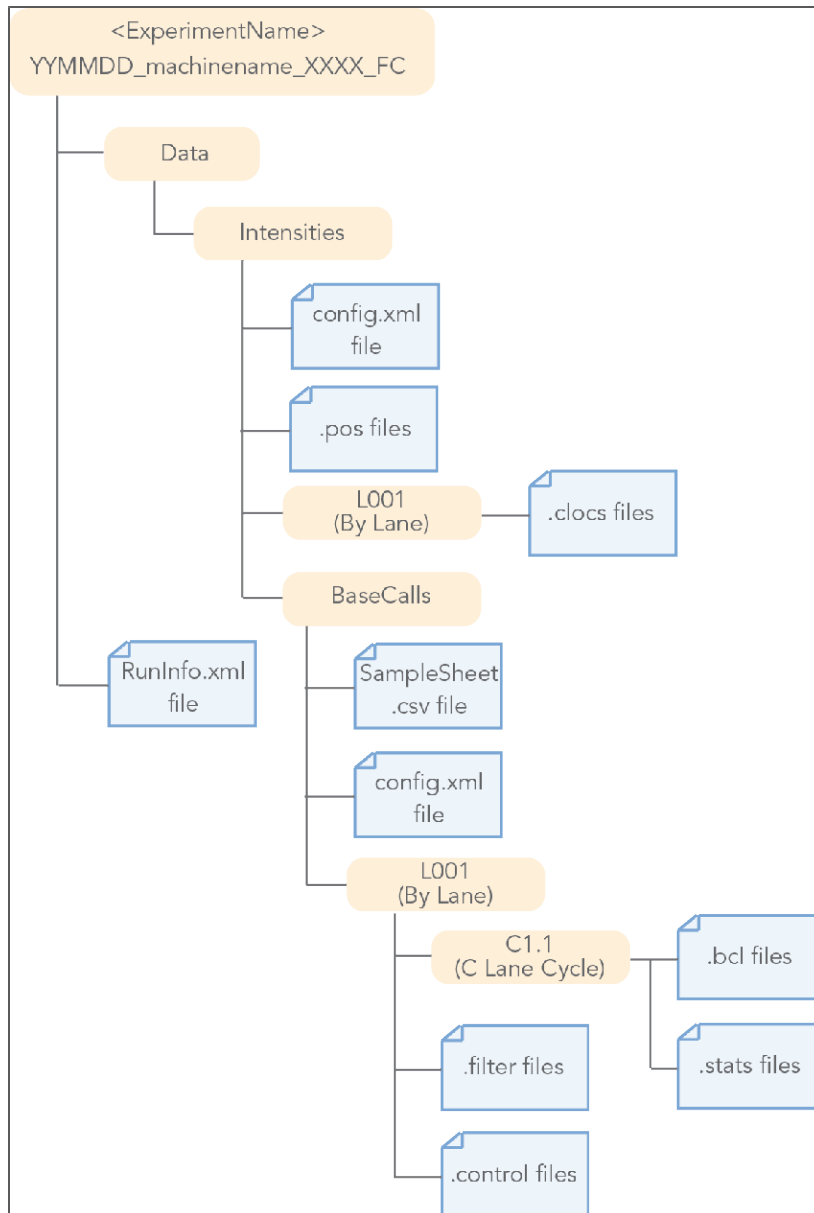 <ExperimentName>
YYMMDD_machinename_XXXX_FC
Data
Intensities
config.xml
file
.pos files
L001
(By Lane)
.clocs files
BaseCalls
RunInfo.xml
file
SampleSheet
.csv file
config.xml
file
L001
(By Lane)
C1.1
(C Lane Cycle)
.bcl files
.filter files
.stats files
.control files